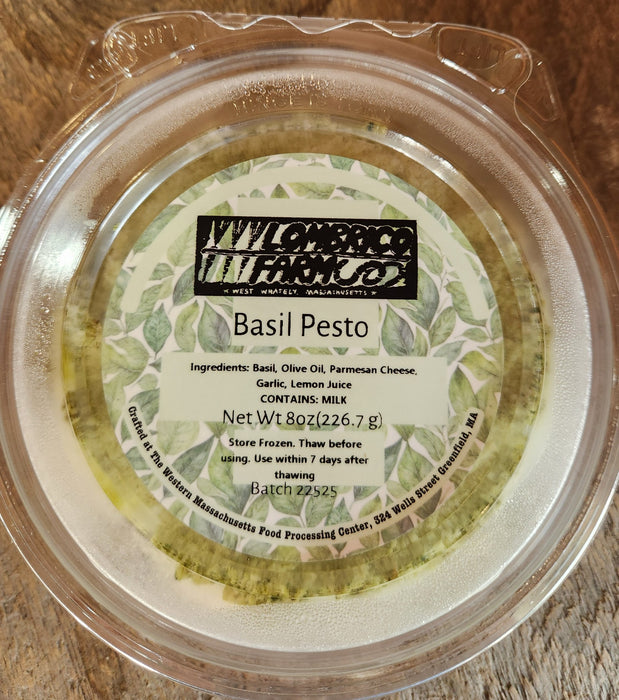 LOMBRICO
FARM
★ WEST WHATELY, MASSACHUSETTS ★
Basil Pesto
Ingredients: Basil, Olive Oil, Parmesan Cheese,
Garlic, Lemon Juice
CONTAINS: MILK
Net Wt 8oz(226.7 g)
Store Frozen. Thaw before
using. Use within 7 days after
thawing
Batch 22525
Crafted at The Western Massachusetts Food Processing Center, 324 Wells Street Greenfield, MA